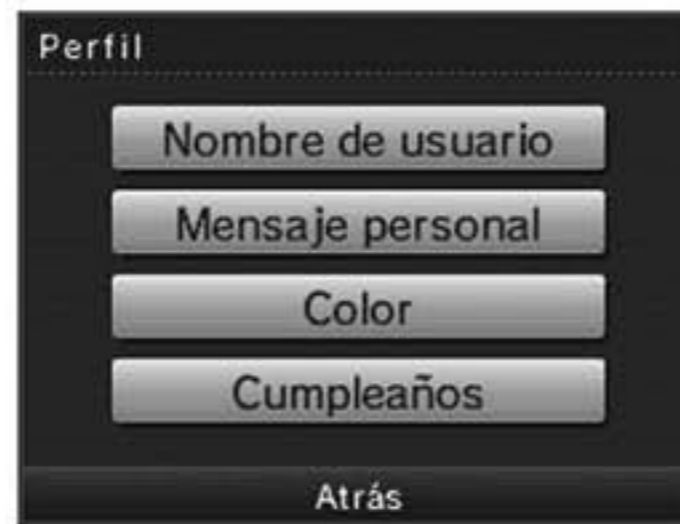 Perfil
Nombre de usuario
Mensaje personal
Color
Cumpleaños
Atrás